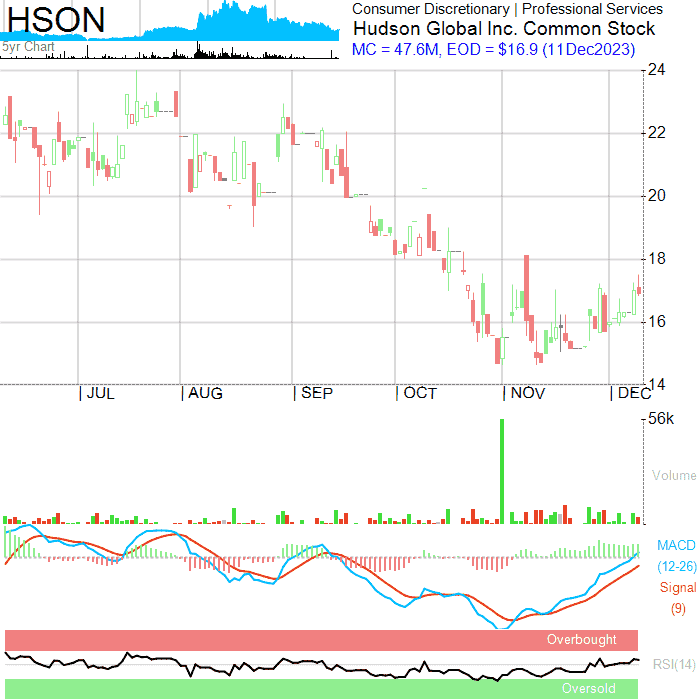 HSON
5yr Chart
Consumer Discretionary | Professional Services
Hudson Global Inc. Common Stock
MC = 47.6M, EOD = $16.9 (11Dec2023)
24
22
20
18
16
14
| JUL | AUG | SEP | OCT | NOV | DEC
56k
Volume
MACD
(12-26)
Signal
(9)
Overbought
RSI(14)
Oversold